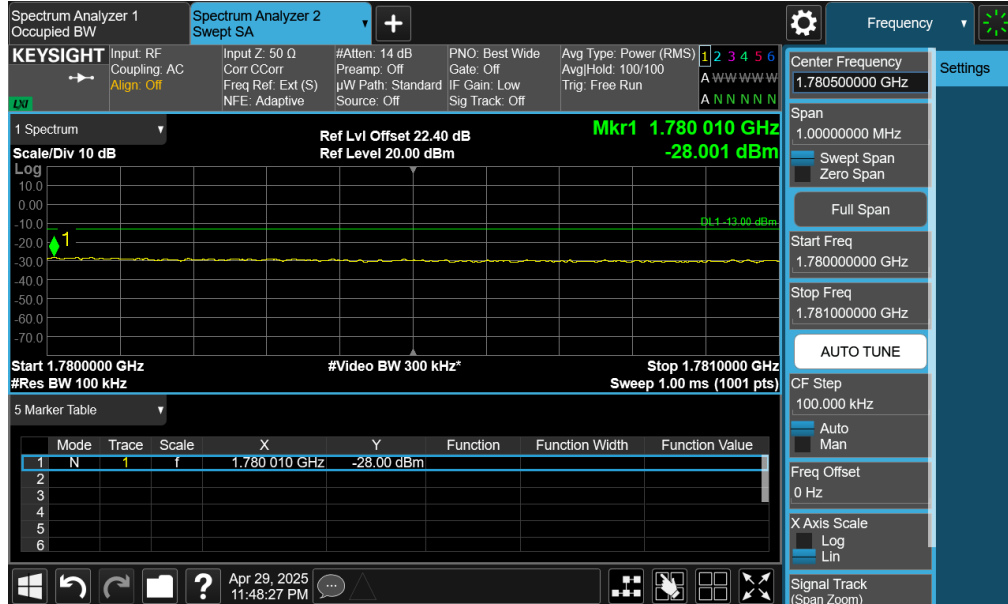 Spectrum Analyzer 1
Occupied BW
Spectrum Analyzer 2
Swept SA
Frequency
KEYSIGHT
LXI
Input: RF
Coupling: AC
Align: Off
Input Z: 50 Ω
Corr CCorr
Freq Ref: Ext (S)
NFE: Adaptive
#Atten: 14 dB
Preamp: Off
µW Path: Standard
Source: Off
PNO: Best Wide
Gate: Off
IF Gain: Low
Sig Track: Off
Avg Type: Power (RMS)
Avg|Hold: 100/100
Trig: Free Run
1 2 3 4 5 6
A W W W W W
A N N N N N
1 Spectrum
Scale/Div 10 dB
Ref Lvl Offset 22.40 dB
Ref Level 20.00 dBm
Mkr1 1.780 010 GHz
-28.001 dBm
Log
10.0
0.00
-10.0
-20.0
-30.0
-40.0
-50.0
-60.0
-70.0
1
DL1 -13.00 dBm
Start 1.7800000 GHz
#Res BW 100 kHz
#Video BW 300 kHz*
Stop 1.7810000 GHz
Sweep 1.00 ms (1001 pts)
5 Marker Table
Mode Trace Scale X Y Function Function Width Function Value
1 N 1 f 1.780 010 GHz -28.00 dBm
2
3
4
5
6
?
Apr 29, 2025
11:48:27 PM
Center Frequency
1.780500000 GHz
Span
1.00000000 MHz
Swept Span
Zero Span
Full Span
Start Freq
1.780000000 GHz
Stop Freq
1.781000000 GHz
AUTO TUNE
CF Step
100.000 kHz
Auto
Man
Freq Offset
0 Hz
X Axis Scale
Log
Lin
Signal Track
(Span Zoom)
Settings